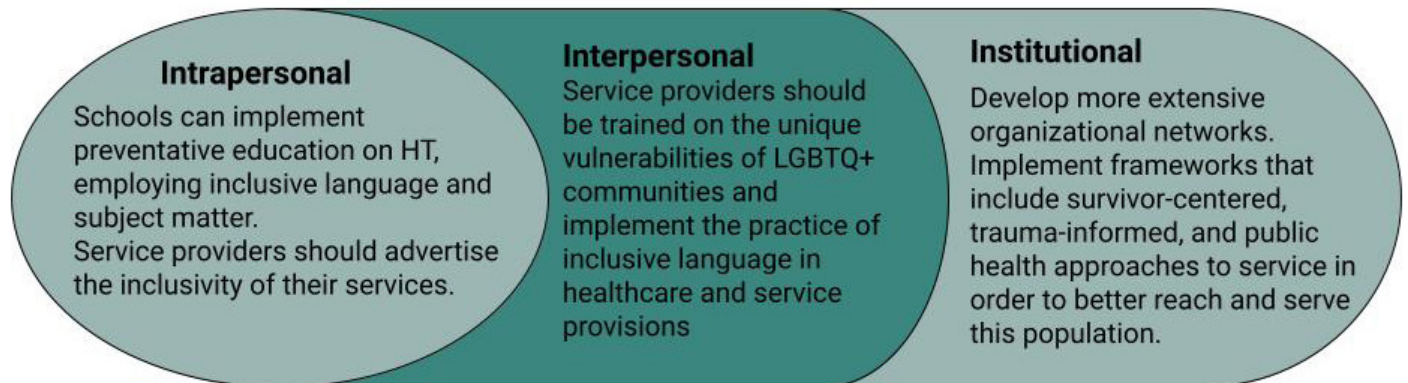 Intrapersonal
Schools can implement
preventative education on HT,
employing inclusive language and
subject matter.
Service providers should advertise
the inclusivity of their services.
Interpersonal
Service providers should
be trained on the unique
vulnerabilities of LGBTQ+
communities and
implement the practice of
inclusive language in
healthcare and service
provisions
Institutional
Develop more extensive
organizational networks.
Implement frameworks that
include survivor-centered,
trauma-informed, and public
health approaches to service in
order to better reach and serve
this population.